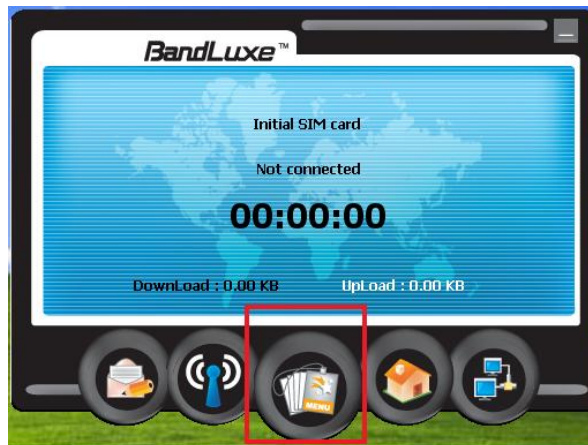 BandLuxe™
Initial SIM card
Not connected
00:00:00
DownLoad : 0.00 KB UpLoad : 0.00 KB
MENU